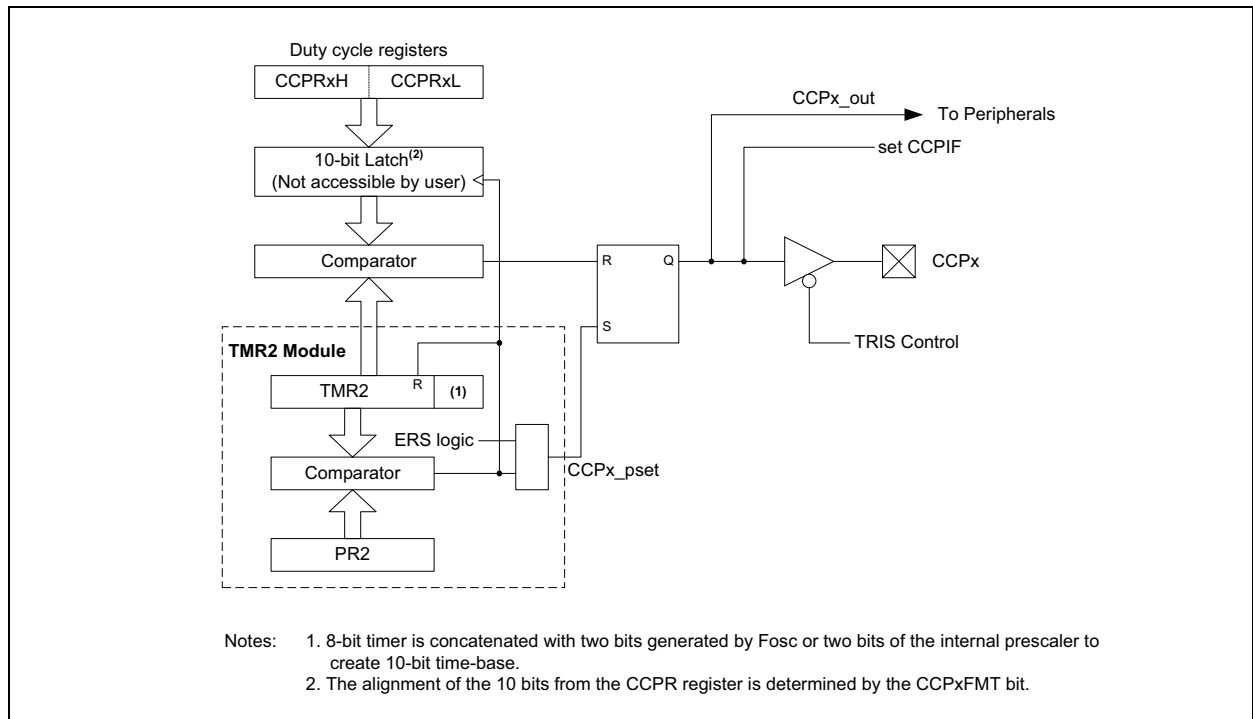 Duty cycle registers
CCPRxH CCPRxL
CCPx_out
To Peripherals
set CCPIF
10-bit Latch(2)
(Not accessible by user)
Comparator
R Q
CCPx
S
TRIS Control
TMR2 Module
R
TMR2 (1)
ERS logic
Comparator
CCPx_pset
PR2
Notes: 1. 8-bit timer is concatenated with two bits generated by Fosc or two bits of the internal prescaler to
create 10-bit time-base.
2. The alignment of the 10 bits from the CCPR register is determined by the CCPxFMT bit.